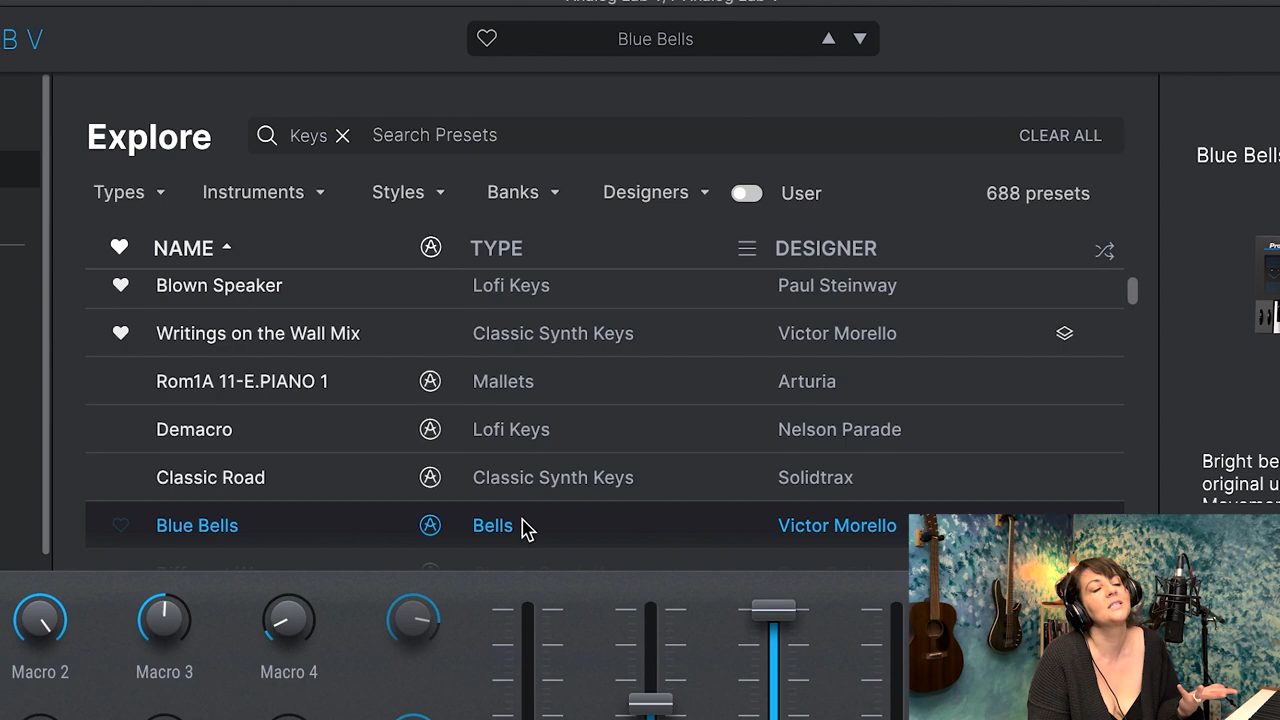 B V
Blue Bells
Explore
Keys
Search Presets
CLEAR ALL
Types
Instruments
Styles
Banks
Designers
User
688 presets
NAME
TYPE
DESIGNER
Blown Speaker
Lofi Keys
Paul Steinway
Writings on the Wall Mix
Classic Synth Keys
Victor Morello
Rom1A 11-E.PIANO 1
Mallets
Arturia
Demacro
Lofi Keys
Nelson Parade
Classic Road
Classic Synth Keys
Solidtrax
Blue Bells
Bells
Victor Morello
Blue Bells
Bright be
original u
Macro 2
Macro 3
Macro 4